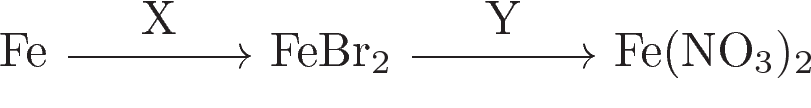 Fe X⟶ FeBr₂ Y⟶ Fe(NO₃)₂